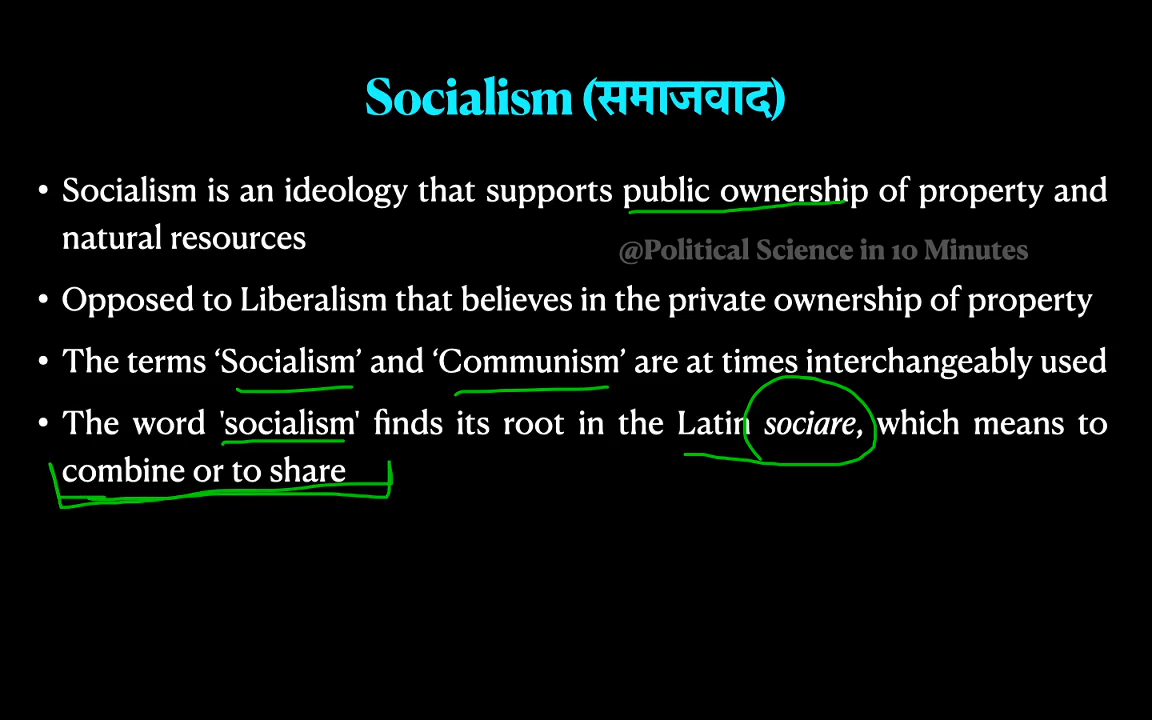 Socialism (समाजवाद)
• Socialism is an ideology that supports public ownership of property and
natural resources
@Political Science in 10 Minutes
• Opposed to Liberalism that believes in the private ownership of property
• The terms ‘Socialism’ and ‘Communism’ are at times interchangeably used
• The word 'socialism' finds its root in the Latin sociare, which means to
combine or to share